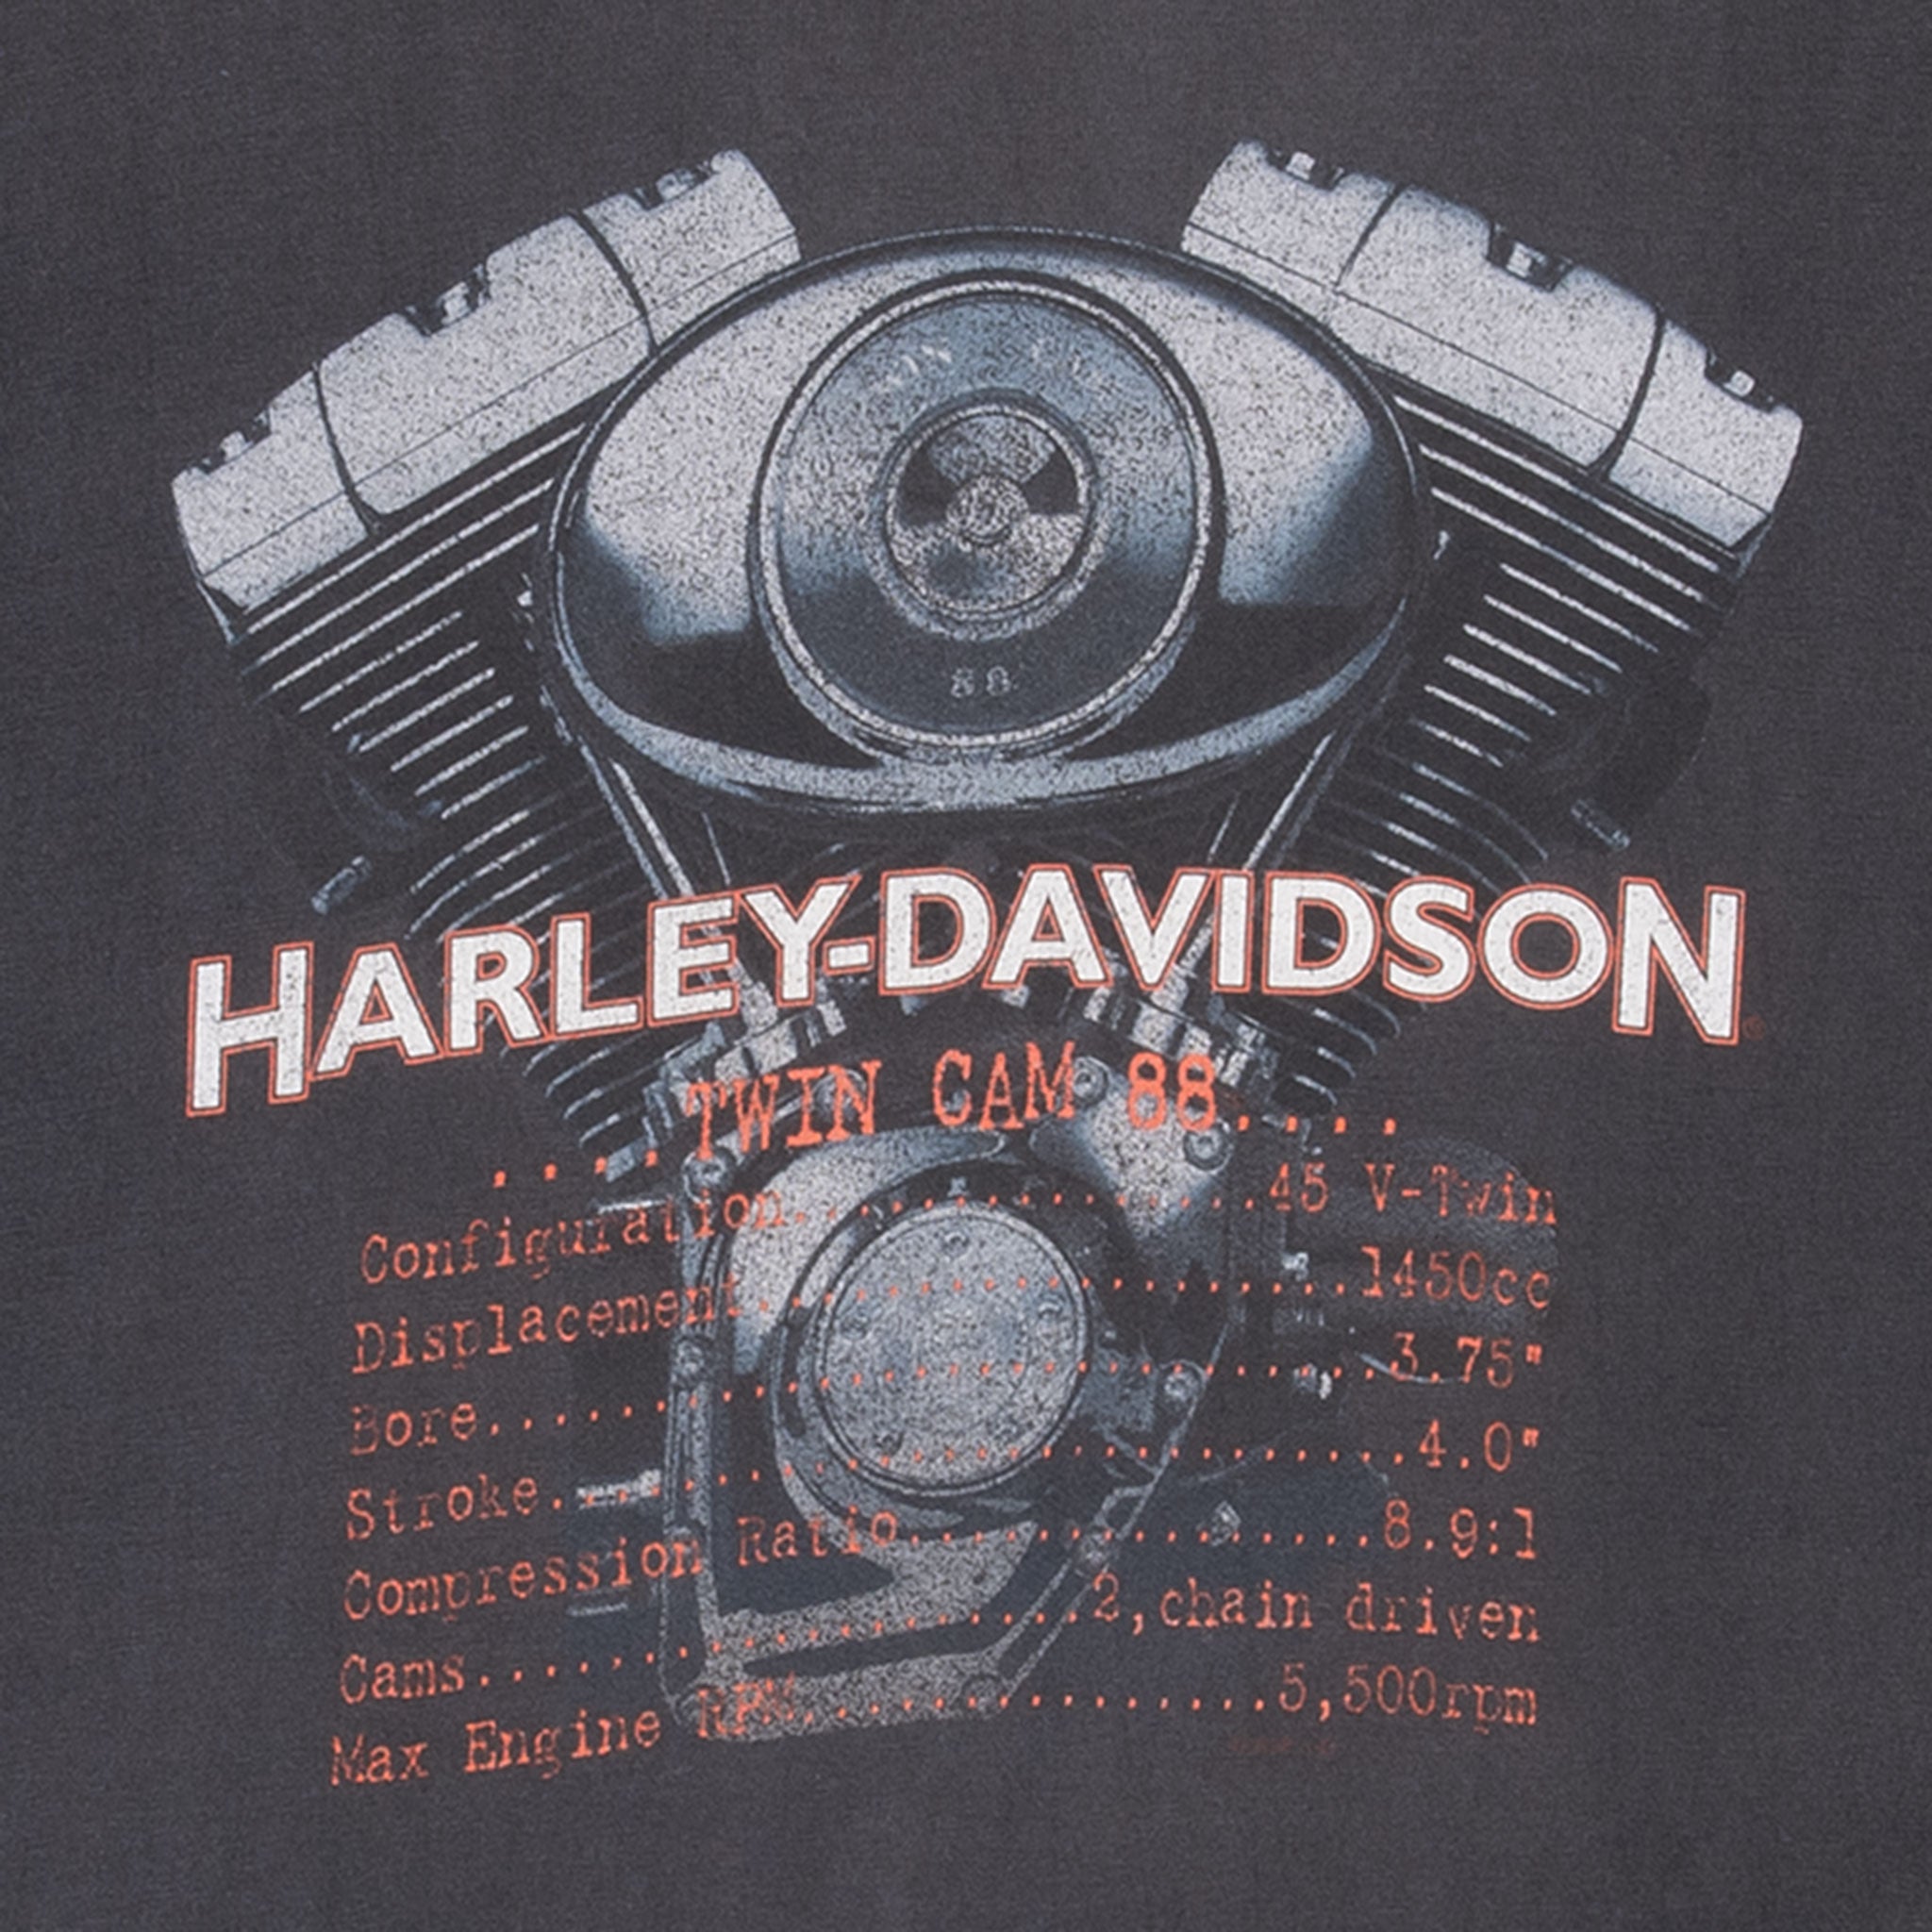 88
HARLEY-DAVIDSON
....TWIN CAM 88....
Configuration..............45 V-Twin
Displacement....................1450cc
Bore............................3.75"
Stroke..........................4.0"
Compression Ratio................8.9:1
Cams....................2,chain driven
Max Engine RPM...............5,500rpm